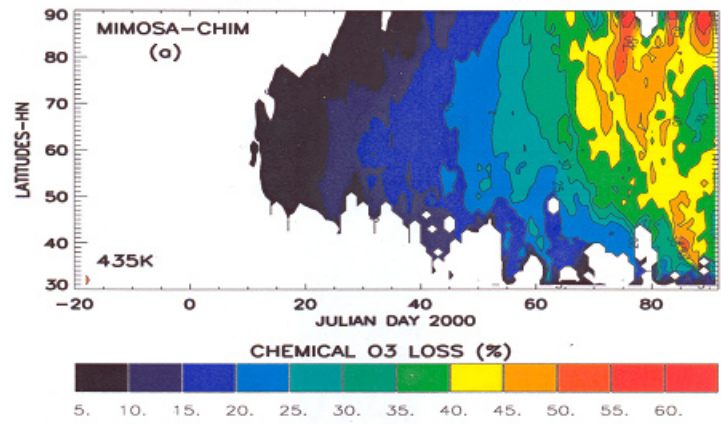 90
MIMOSA-CHIM
(a)
80
70
60
50
40
435K
30
LATITUDES-HN
-20 0 20 40 60 80
JULIAN DAY 2000
CHEMICAL O3 LOSS (%)
5. 10. 15. 20. 25. 30. 35. 40. 45. 50. 55. 60.